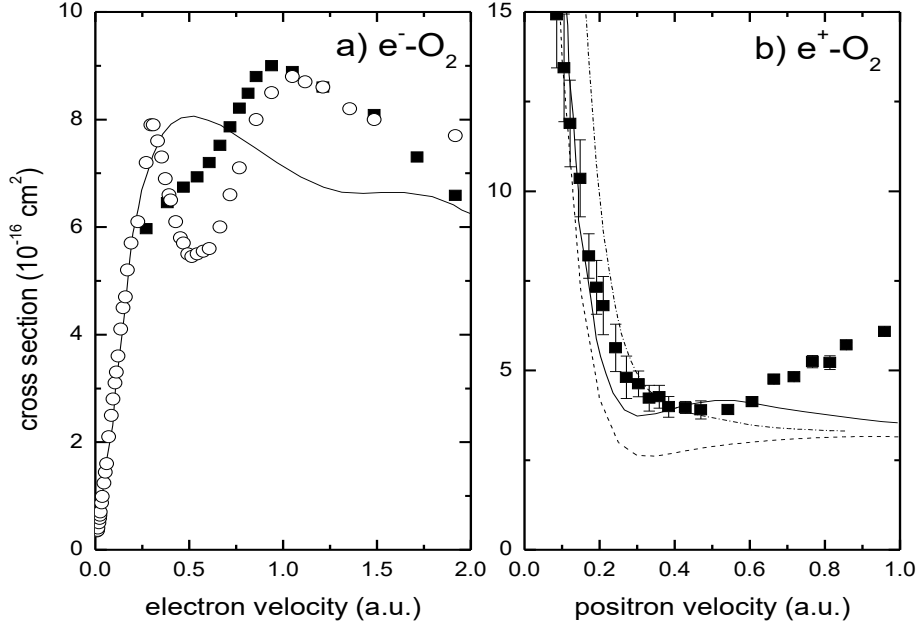 a) e⁻-O₂
b) e⁺-O₂
cross section (10⁻¹⁶ cm²)
10
8
6
4
2
0
0.0 0.5 1.0 1.5 2.0
electron velocity (a.u.)
15
10
5
0
0.0 0.2 0.4 0.6 0.8 1.0
positron velocity (a.u.)